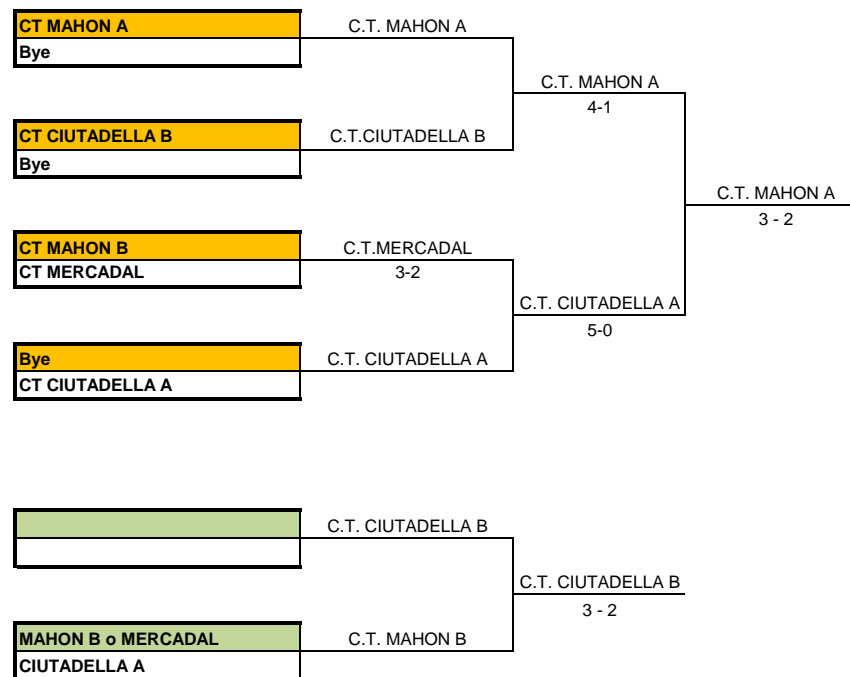 CT MAHON A
C.T. MAHON A
Bye
C.T. MAHON A
4-1
CT CIUTADELLA B
C.T.CIUTADELLA B
Bye
C.T. MAHON A
3 - 2
CT MAHON B
C.T.MERCADAL
CT MERCADAL
3-2
C.T. CIUTADELLA A
5-0
Bye
C.T. CIUTADELLA A
CT CIUTADELLA A
C.T. CIUTADELLA B
C.T. CIUTADELLA B
3 - 2
MAHON B o MERCADAL
C.T. MAHON B
CIUTADELLA A